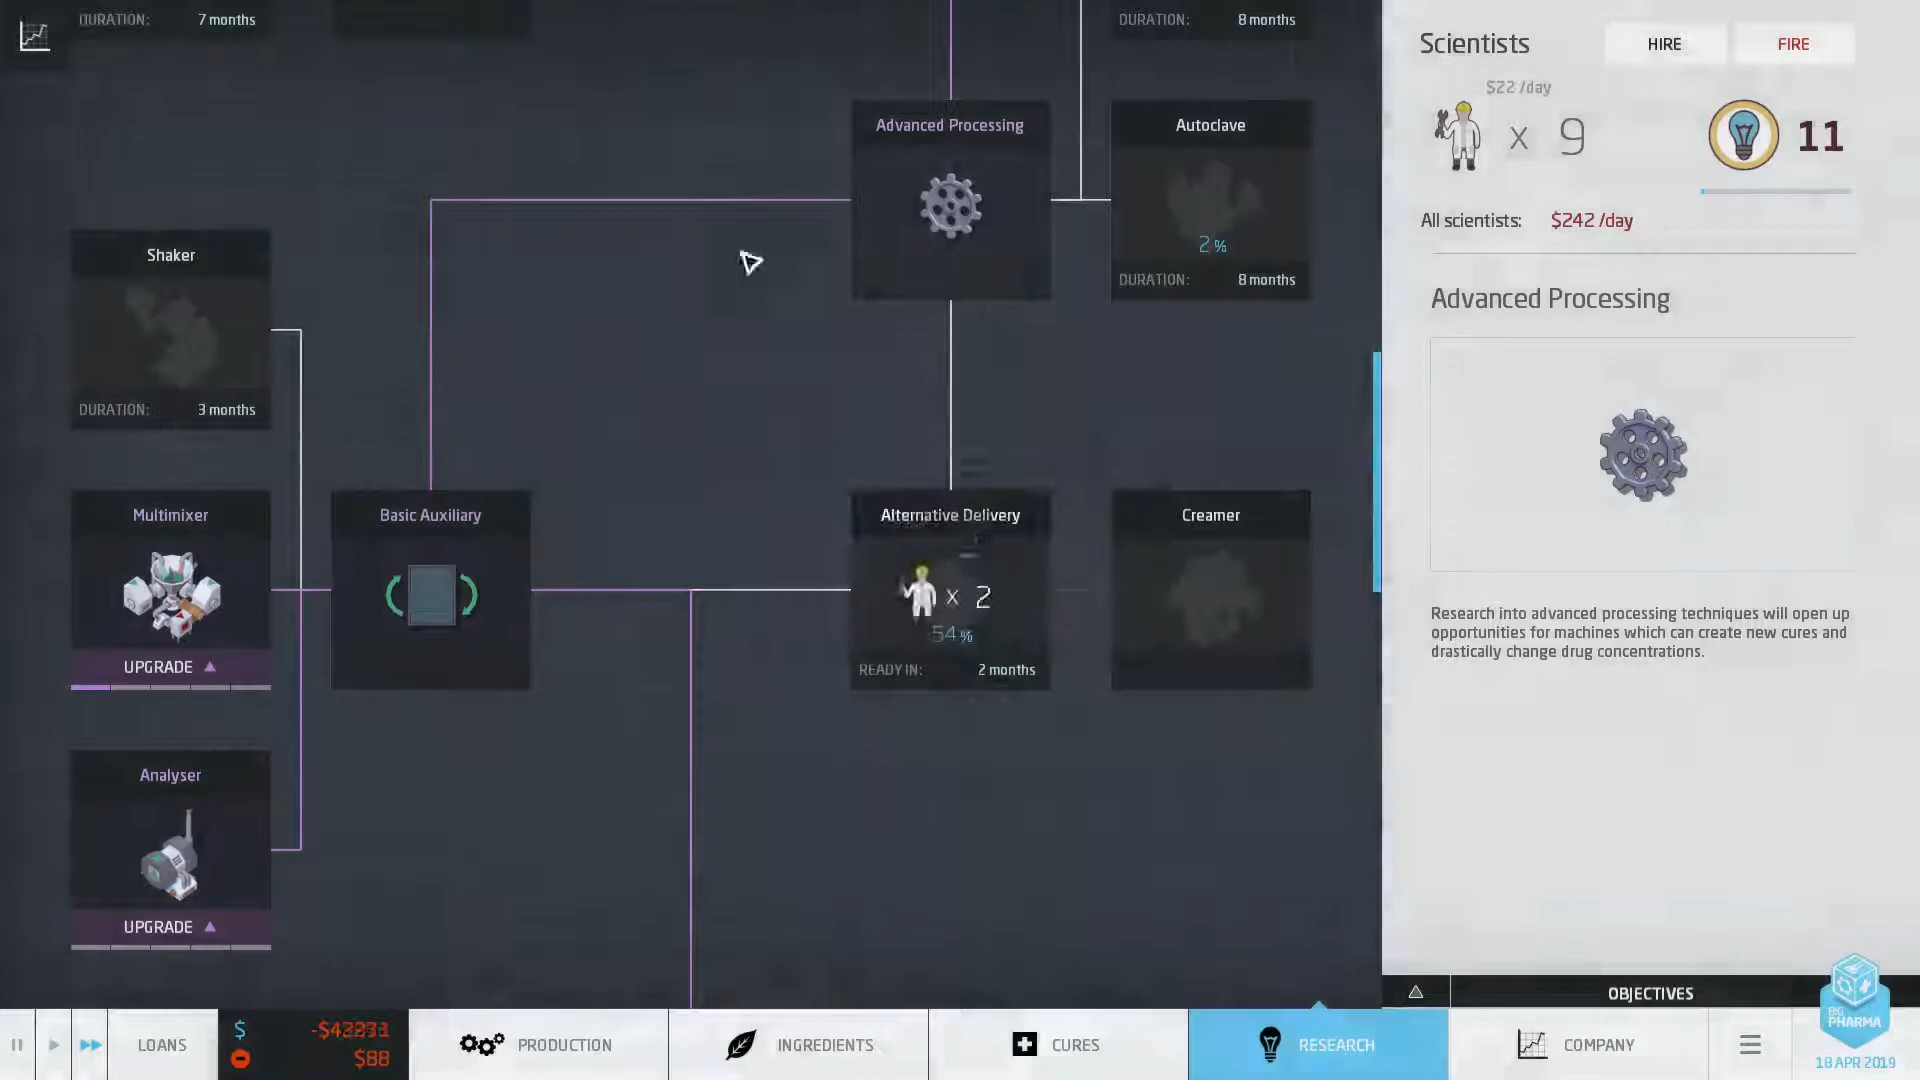 DURATION: 7 months
DURATION: 8 months
Scientists
HIRE
FIRE
$22 /day
x 9
11
All scientists: $242 /day
Advanced Processing
Autoclave
2 %
DURATION: 8 months
Shaker
DURATION: 3 months
Advanced Processing
Multimixer
UPGRADE
Basic Auxiliary
Alternative Delivery
x 2
54 %
READY IN: 2 months
Creamer
Research into advanced processing techniques will open up
opportunities for machines which can create new cures and
drastically change drug concentrations.
Analyser
UPGRADE
OBJECTIVES
LOANS
$
$88
PRODUCTION
INGREDIENTS
CURES
RESEARCH
COMPANY
BIG
PHARMA
18 APR 2019